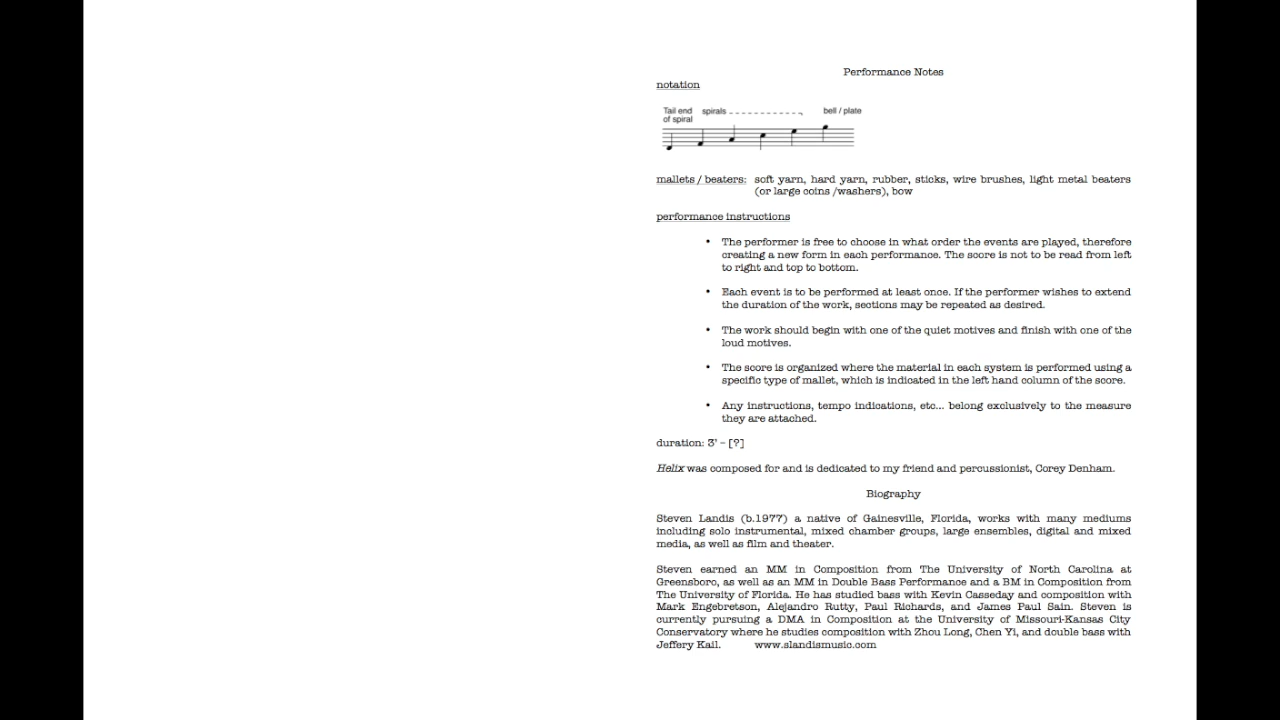 Performance Notes
notation
Tail end spirals bell / plate
of spiral
mallets / beaters: soft yarn, hard yarn, rubber, sticks, wire brushes, light metal beaters
(or large coins /washers), bow
performance instructions
• The performer is free to choose in what order the events are played, therefore
creating a new form in each performance. The score is not to be read from left
to right and top to bottom.
• Each event is to be performed at least once. If the performer wishes to extend
the duration of the work, sections may be repeated as desired.
• The work should begin with one of the quiet motives and finish with one of the
loud motives.
• The score is organized where the material in each system is performed using a
specific type of mallet, which is indicated in the left hand column of the score.
• Any instructions, tempo indications, etc... belong exclusively to the measure
they are attached.
duration: 3' – [?]
Helix was composed for and is dedicated to my friend and percussionist, Corey Denham.
Biography
Steven Landis (b.1977) a native of Gainesville, Florida, works with many mediums
including solo instrumental, mixed chamber groups, large ensembles, digital and mixed
media, as well as film and theater.
Steven earned an MM in Composition from The University of North Carolina at
Greensboro, as well as an MM in Double Bass Performance and a BM in Composition from
The University of Florida. He has studied bass with Kevin Casseday and composition with
Mark Engebretson, Alejandro Rutty, Paul Richards, and James Paul Sain. Steven is
currently pursuing a DMA in Composition at the University of Missouri-Kansas City
Conservatory where he studies composition with Zhou Long, Chen Yi, and double bass with
Jeffery Kail. www.slandismusic.com